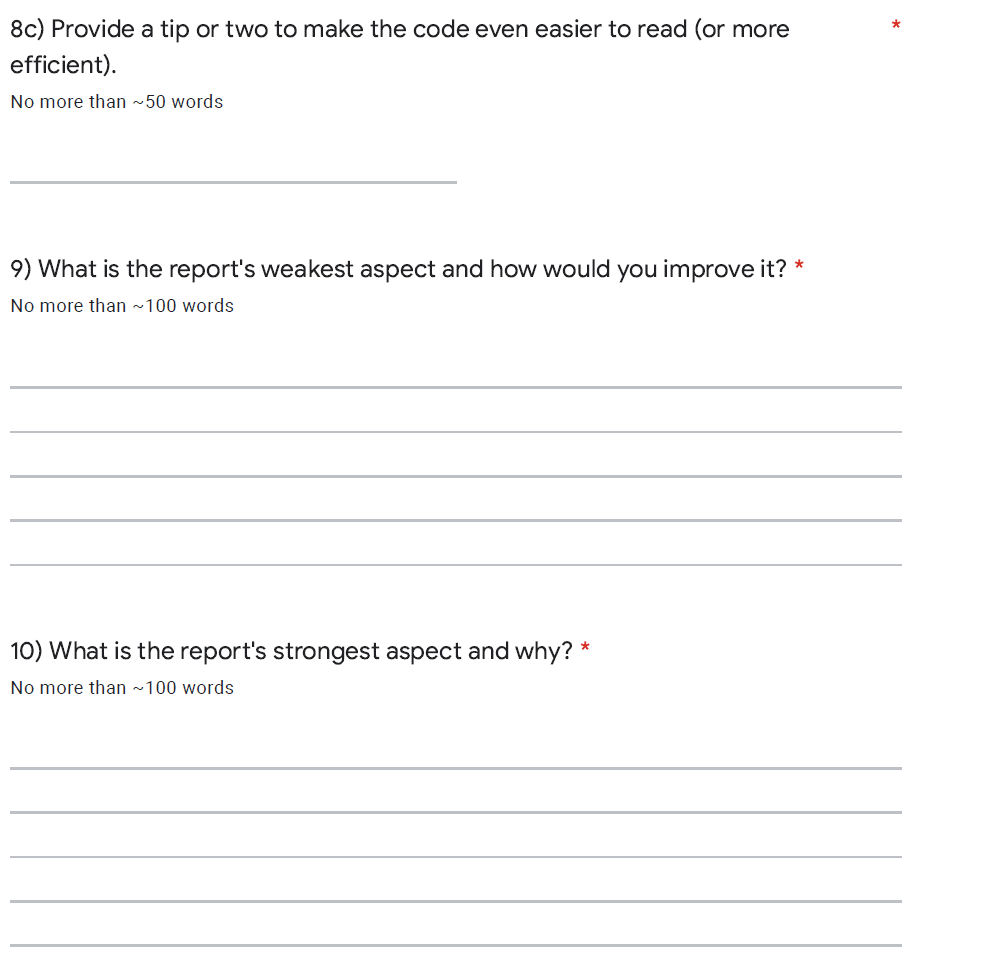 8c) Provide a tip or two to make the code even easier to read (or more *
efficient).
No more than ~50 words
9) What is the report's weakest aspect and how would you improve it? *
No more than ~100 words
10) What is the report's strongest aspect and why? *
No more than ~100 words